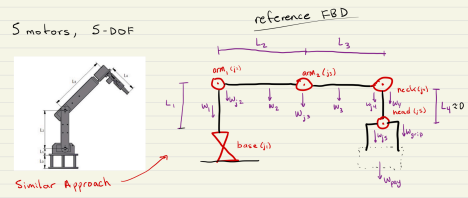 reference FBD
5 motors, 5-DOF
L₂
L₃
arm₁(j₂)
arm₂(j₃)
neck(j₄)
head(j₅)
base(j₁)
L₁
L₄≈0
W₁
Wj₂
W₂
Wj₃
W₃
Wj₄
W₄
Wj₅
Wgrip
Wpay
Similar Approach